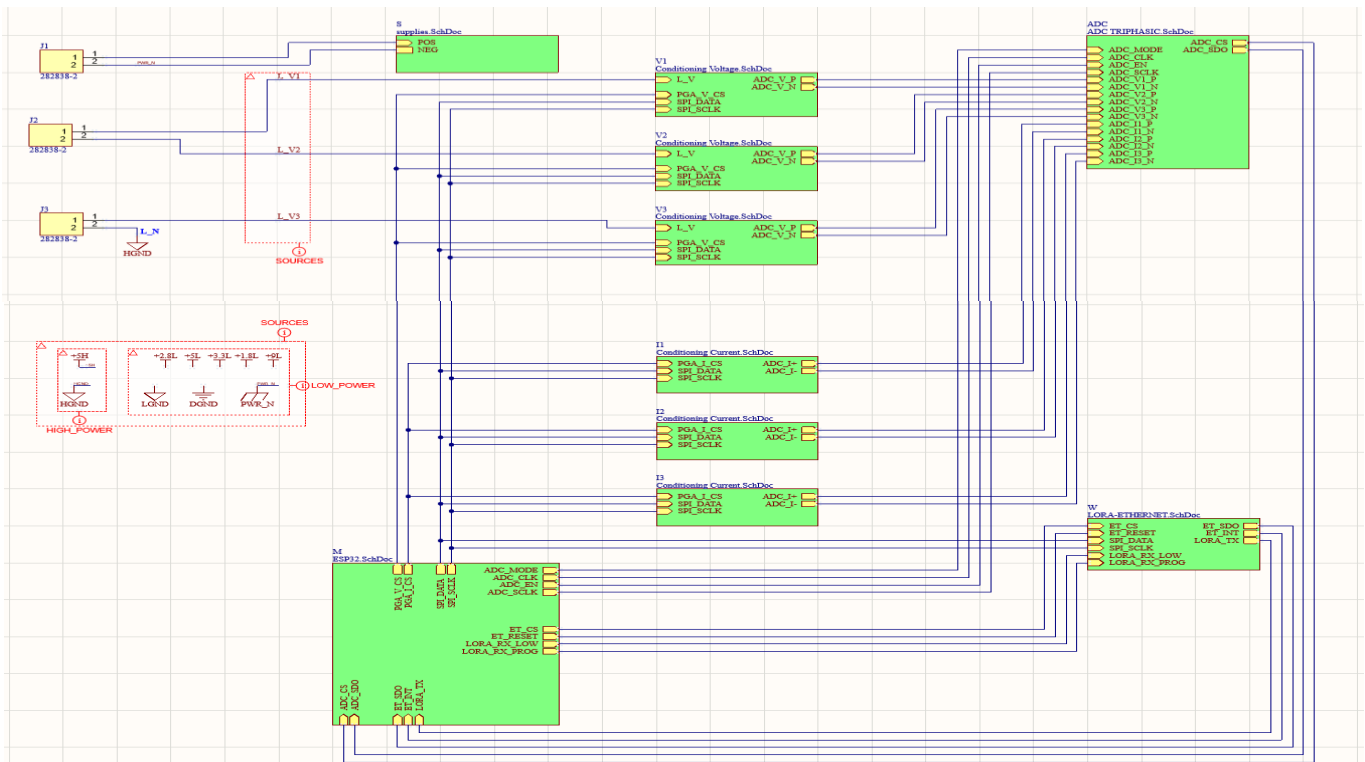 S
supplies.SchDoc
POS
NEG
J1
1
2
1
2
282838-2
PWR_N
ADC
ADC TRIPHASIC.SchDoc
ADC_CS
ADC_SDO
ADC_MODE
ADC_CLK
ADC_EN
ADC_SCLK
ADC_V1_P
ADC_V1_N
ADC_V2_P
ADC_V2_N
ADC_V3_P
ADC_V3_N
ADC_I1_P
ADC_I1_N
ADC_I2_P
ADC_I2_N
ADC_I3_P
ADC_I3_N
L_V1
V1
Conditioning Voltage.SchDoc
L_V
ADC_V_P
ADC_V_N
PGA_V_CS
SPI_DATA
SPI_SCLK
J2
1
2
1
2
282838-2
L_V2
V2
Conditioning Voltage.SchDoc
L_V
ADC_V_P
ADC_V_N
PGA_V_CS
SPI_DATA
SPI_SCLK
J3
1
2
1
2
282838-2
L_N
HGND
L_V3
SOURCES
V3
Conditioning Voltage.SchDoc
L_V
ADC_V_P
ADC_V_N
PGA_V_CS
SPI_DATA
SPI_SCLK
SOURCES
+5H
+2.8L
+5L
+3.3L
+1.8L
+9L
HGND
HGND
LGND
DGND
PWR_N
PWR_N
LOW_POWER
HIGH_POWER
I1
Conditioning Current.SchDoc
PGA_I_CS
SPI_DATA
SPI_SCLK
ADC_I+
ADC_I-
I2
Conditioning Current.SchDoc
PGA_I_CS
SPI_DATA
SPI_SCLK
ADC_I+
ADC_I-
I3
Conditioning Current.SchDoc
PGA_I_CS
SPI_DATA
SPI_SCLK
ADC_I+
ADC_I-
W
LORA-ETHERNET.SchDoc
ET_CS
ET_RESET
SPI_DATA
SPI_SCLK
LORA_RX_LOW
LORA_RX_PROG
ET_SDO
ET_INT
LORA_TX
M
ESP32.SchDoc
PGA_V_CS
PGA_I_CS
SPI_DATA
SPI_SCLK
ADC_MODE
ADC_CLK
ADC_EN
ADC_SCLK
ET_CS
ET_RESET
LORA_RX_LOW
LORA_RX_PROG
ADC_CS
ADC_SDO
ET_SDO
ET_INT
LORA_TX